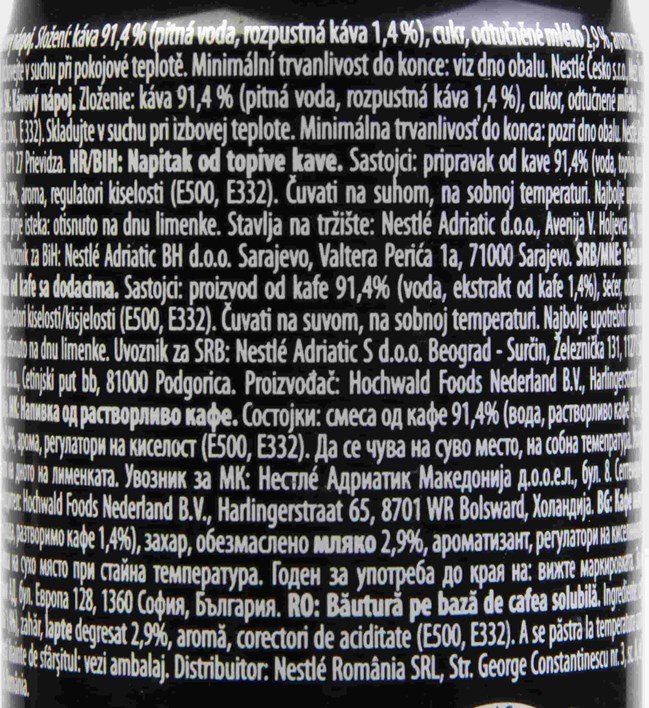 nápoj. Složení: káva 91,4 % (pitná voda, rozpustná káva 1,4 %), cukr, odtučněné mléko 2,9 %,
v suchu při pokojové teplotě. Minimální trvanlivost do konce: viz dno obalu. Nestlé Česko s.r.o.
SK: Kávový nápoj. Zloženie: káva 91,4 % (pitná voda, rozpustná káva 1,4 %), cukor, odtučnené
E332). Skladujte v suchu pri izbovej teplote. Minimálna trvanlivosť do konca: pozri dno obalu.
971 27 Prievidza. HR/BIH: Napitak od topive kave. Sastojci: pripravak od kave 91,4% (voda, topiva
aroma, regulatori kiselosti (E500, E332). Čuvati na suhom, na sobnoj temperaturi. Najbolje
prije isteka: otisnuto na dnu limenke. Stavlja na tržište: Nestlé Adriatic d.o.o., Avenija V. Holjevca
Uvoznik za BiH: Nestlé Adriatic BH d.o.o. Sarajevo, Valtera Perića 1a, 71000 Sarajevo. SRB/MNE:
od kafe sa dodacima. Sastojci: proizvod od kafe 91,4% (voda, ekstrakt od kafe 1,4%), šećer,
kiselosti/kisjelosti (E500, E332). Čuvati na suvom, na sobnoj temperaturi. Najbolje upotrebiti
na dnu limenke. Uvoznik za SRB: Nestlé Adriatic S d.o.o. Beograd - Surčin, Železnička 131,
Cetinjski put bb, 81000 Podgorica. Proizvođač: Hochwald Foods Nederland B.V., Harlingerstraat
MK: Напивка од растворливо кафе. Состојки: смеса од кафе 91,4% (вода, растворливо кафе
арома, регулатори на киселост (E500, E332). Да се чува на суво место, на собна температура.
дното на лименката. Увозник за МК: Нестле Адриатик Македонија д.о.о.е.л., бул. 8.
Hochwald Foods Nederland B.V., Harlingerstraat 65, 8701 WR Bolsward, Холандија. BG: Кафе
разтворимо кафе 1,4%), захар, обезмаслено мляко 2,9%, ароматизант, регулатори на
на сухо място при стайна температура. Годен за употреба до края на: вижте маркировката.
бул. Европа 128, 1360 София, България. RO: Băutură pe bază de cafea solubilă.
zahăr, lapte degresat 2,9%, aromă, corectori de aciditate (E500, E332). A se păstra la temperatura
de sfârșitul: vezi ambalaj. Distribuitor: Nestlé România SRL, Str. George Constantinescu nr. 3,
România.